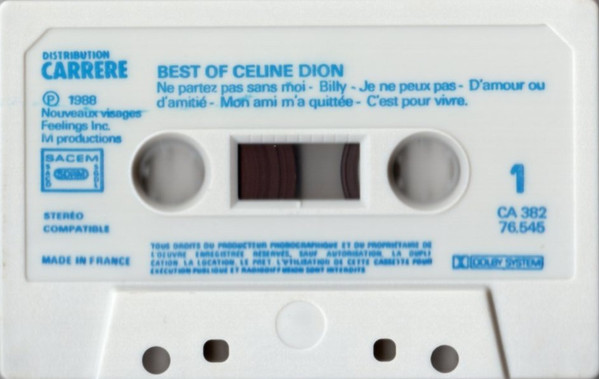 DISTRIBUTION
CARRERE
BEST OF CELINE DION
Ne partez pas sans moi - Billy - Je ne peux pas - D'amour ou
d'amitié - Mon ami m'a quittée - C'est pour vivre.
Ⓟ 1988
Nouveaux visages
Feelings Inc.
Ivi productions
SACEM
SDRM
1
STEREO
COMPATIBLE
CA 382
76.545
MADE IN FRANCE
TOUS DROITS DU PRODUCTEUR PHONOGRAPHIQUE ET DU PROPRIETAIRE DE
L'OEUVRE ENREGISTREE RESERVES, SAUF AUTORISATION, LA DUPLI
CATION, LA LOCATION, LE PRET, L'UTILISATION DE CETTE CASSETTE POUR
EXECUTION PUBLIQUE ET RADIODIFFUSION SONT INTERDITS
DOLBY SYSTEM